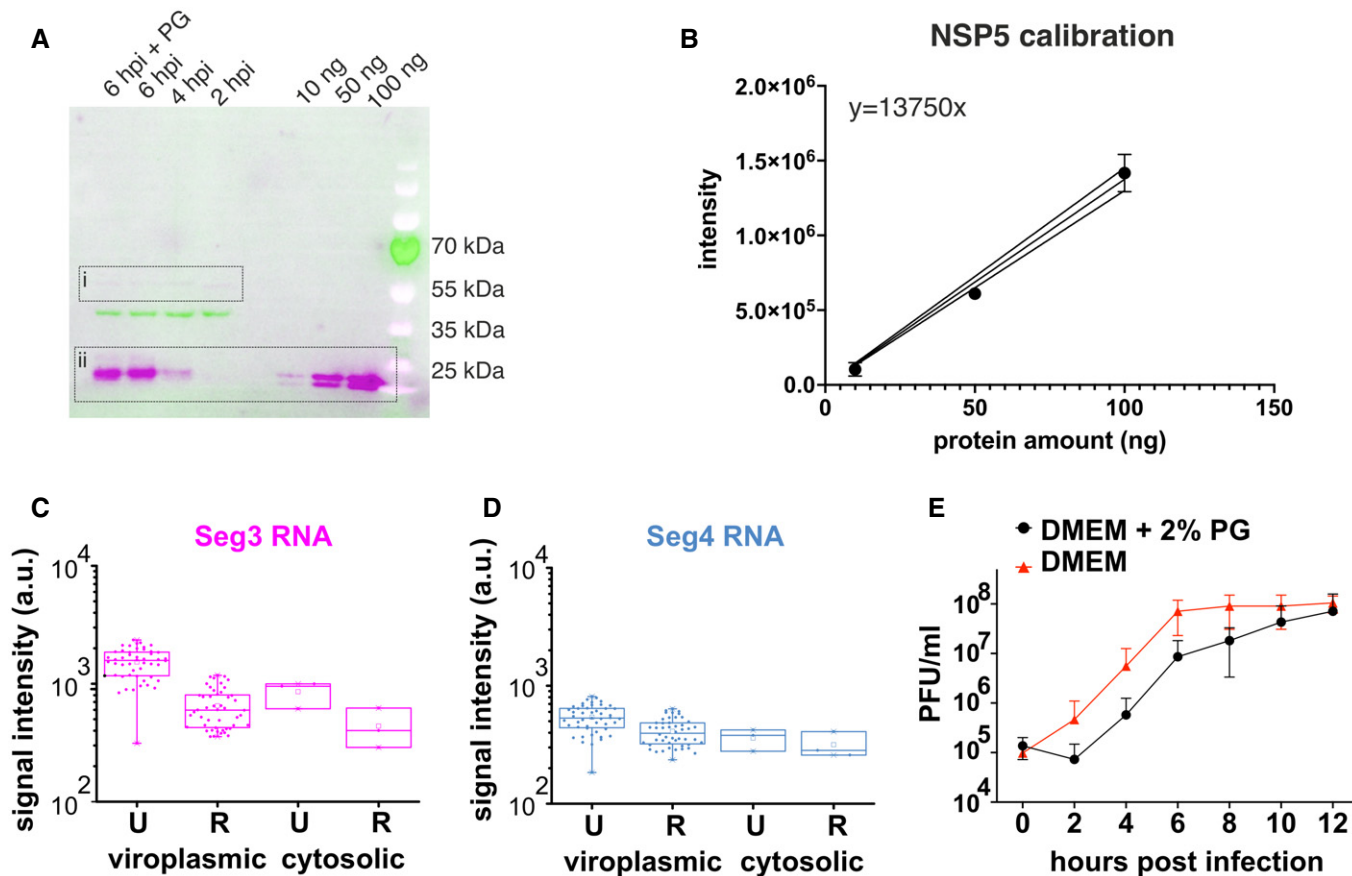 A
6 hpi + PG
6 hpi
4 hpi
2 hpi
10 ng
50 ng
100 ng
i
ii
70 kDa
55 kDa
35 kDa
25 kDa
B
NSP5 calibration
y=13750x
intensity
2.0×10⁶
1.5×10⁶
1.0×10⁶
5.0×10⁵
0.0
0 50 100 150
protein amount (ng)
C
Seg3 RNA
signal intensity (a.u.)
10⁴
10³
10²
U R U R
viroplasmic cytosolic
D
Seg4 RNA
signal intensity (a.u.)
10⁴
10³
10²
U R U R
viroplasmic cytosolic
E
DMEM + 2% PG
DMEM
PFU/ml
10⁸
10⁷
10⁶
10⁵
10⁴
0 2 4 6 8 10 12
hours post infection